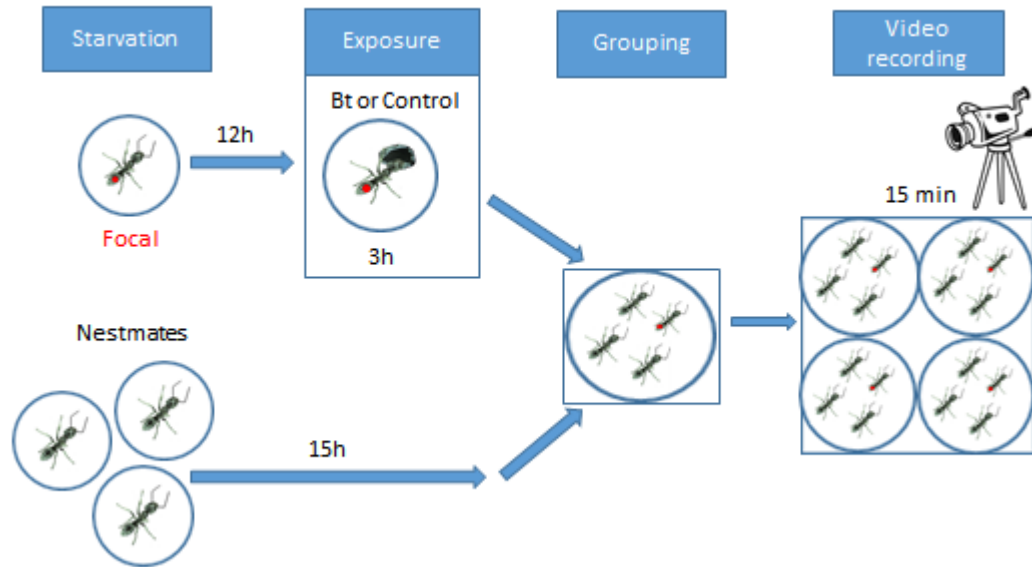 Starvation
Exposure
Grouping
Video
recording
Bt or Control
12h
15 min
Focal
3h
Nestmates
15h